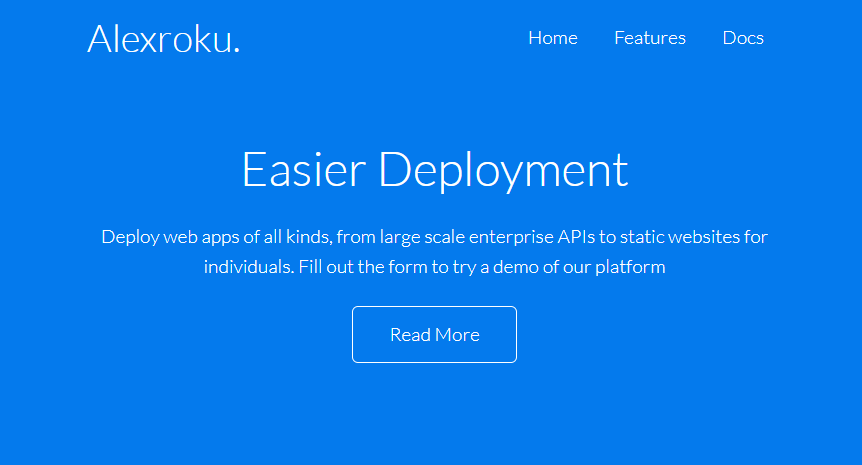 Alexroku.
Home Features Docs
Easier Deployment
Deploy web apps of all kinds, from large scale enterprise APIs to static websites for
individuals. Fill out the form to try a demo of our platform
Read More